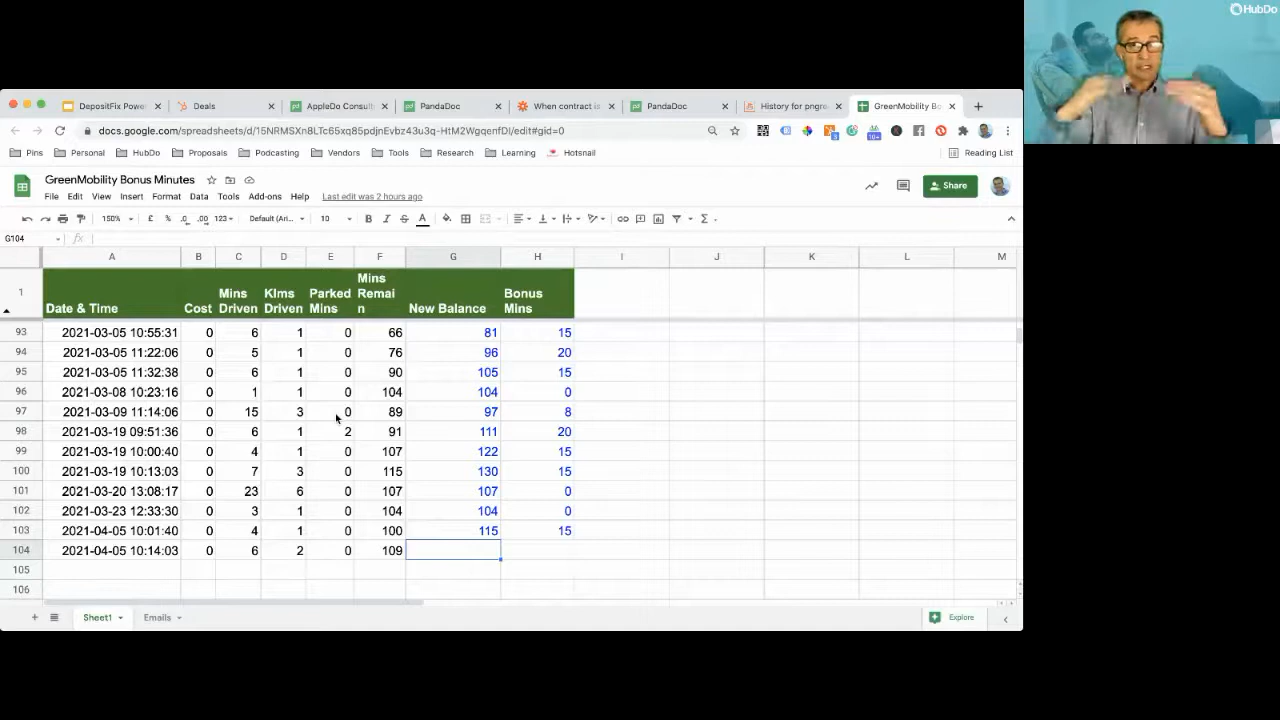 HubDo
DepositFix Powe
Deals
AppleDo Consult
PandaDoc
When contract is
PandaDoc
History for pngre
GreenMobility Bo
docs.google.com/spreadsheets/d/15NRMSXn8LTc65xq85pdjnEvbz43u3q-HtM2WgqenfDI/edit#gid=0
Pins Personal HubDo Proposals Podcasting Vendors Tools Research Learning Hotsnail Reading List
GreenMobility Bonus Minutes
File Edit View Insert Format Data Tools Add-ons Help Last edit was 2 hours ago
Share
150% £ % .0 .00 123 Default (Ari... 10 B I S A
G104 fx
A B C D E F G H I J K L M
1 Date & Time Cost Mins Driven Klms Driven Parked Mins Mins Remai n New Balance Bonus Mins
93 2021-03-05 10:55:31 0 6 1 0 66 81 15
94 2021-03-05 11:22:06 0 5 1 0 76 96 20
95 2021-03-05 11:32:38 0 6 1 0 90 105 15
96 2021-03-08 10:23:16 0 1 1 0 104 104 0
97 2021-03-09 11:14:06 0 15 3 0 89 97 8
98 2021-03-19 09:51:36 0 6 1 2 91 111 20
99 2021-03-19 10:00:40 0 4 1 0 107 122 15
100 2021-03-19 10:13:03 0 7 3 0 115 130 15
101 2021-03-20 13:08:17 0 23 6 0 107 107 0
102 2021-03-23 12:33:30 0 3 1 0 104 104 0
103 2021-04-05 10:01:40 0 4 1 0 100 115 15
104 2021-04-05 10:14:03 0 6 2 0 109
105
106
Sheet1 Emails Explore